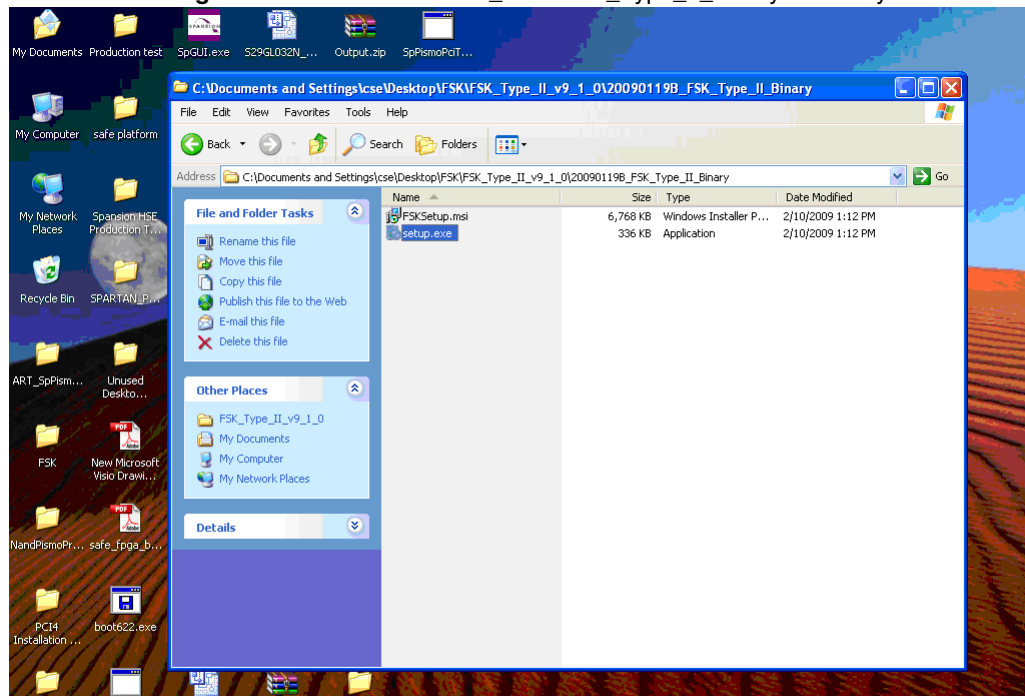 My Documents Production test SpGUI.exe S29GL032N_... Output.zip SpPismoPciT...
C:\Documents and Settings\cse\Desktop\FSK\FSK_Type_II_v9_1_0\20090119B_FSK_Type_II_Binary
File Edit View Favorites Tools Help
Back Search Folders
Address C:\Documents and Settings\cse\Desktop\FSK\FSK_Type_II_v9_1_0\20090119B_FSK_Type_II_Binary Go
My Computer safe platform
My Network Places
Spansion HSE Production T...
Recycle Bin SPARTAN_P...
ART_SpPism... Unused Deskto...
FSK
New Microsoft Visio Drawi...
NandPismoPr... safe_fpga_b...
PCI4 Installation ...
boot622.exe
File and Folder Tasks
Rename this file
Move this file
Copy this file
Publish this file to the Web
E-mail this file
Delete this file
Other Places
FSK_Type_II_v9_1_0
My Documents
My Computer
My Network Places
Details
Name Size Type Date Modified
FSKSetup.msi 6,768 KB Windows Installer P... 2/10/2009 1:12 PM
setup.exe 336 KB Application 2/10/2009 1:12 PM